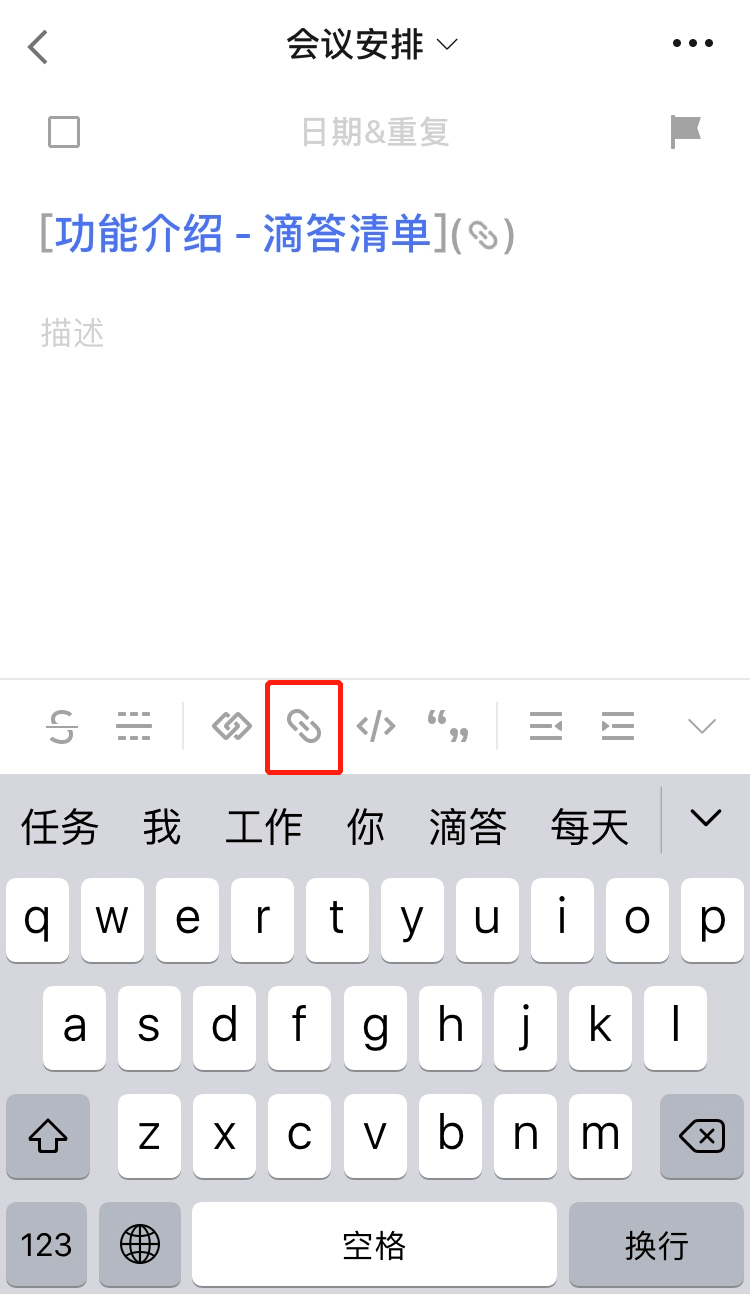 会议安排
日期&重复
[功能介绍 - 滴答清单]()
描述
任务 我 工作 你 滴答 每天
q w e r t y u i o p
a s d f g h j k l
z x c v b n m
123 空格 换行